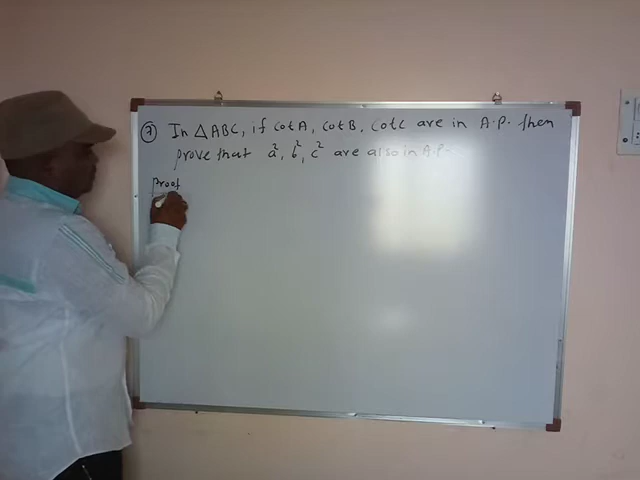 (7) In △ABC, if CotA, CotB, CotC are in A.P. then
prove that a², b², c² are also in A.P.
Proof